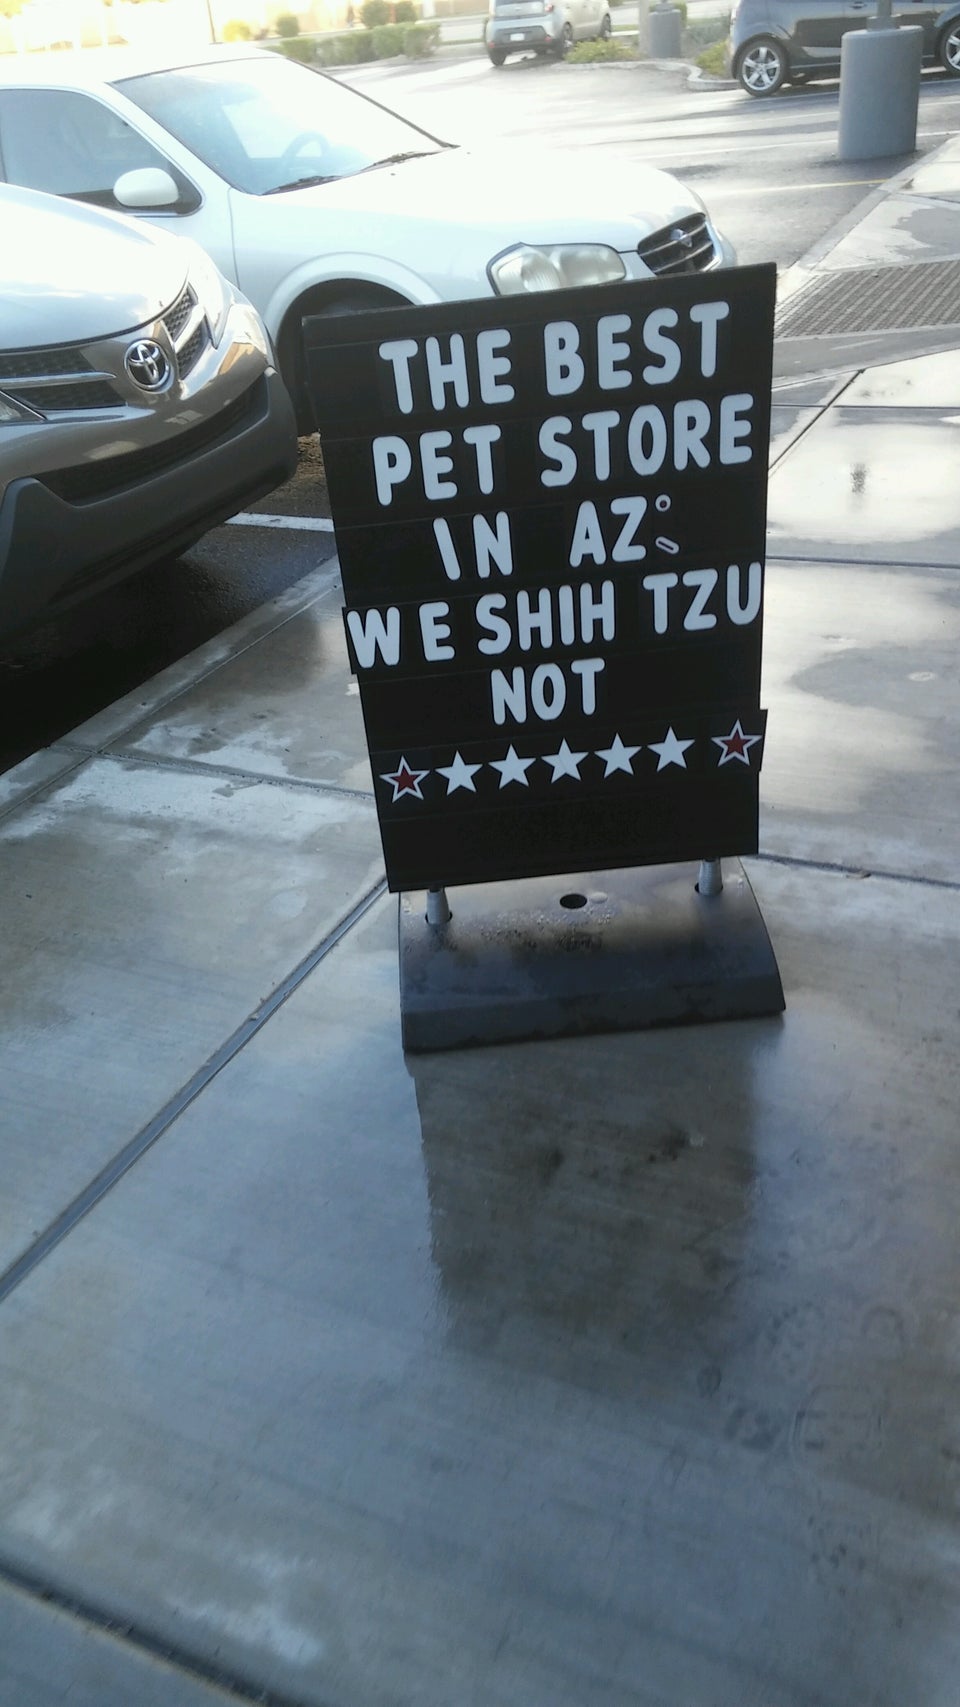 THE BEST
PET STORE
IN AZ;
WE SHIH TZU
NOT